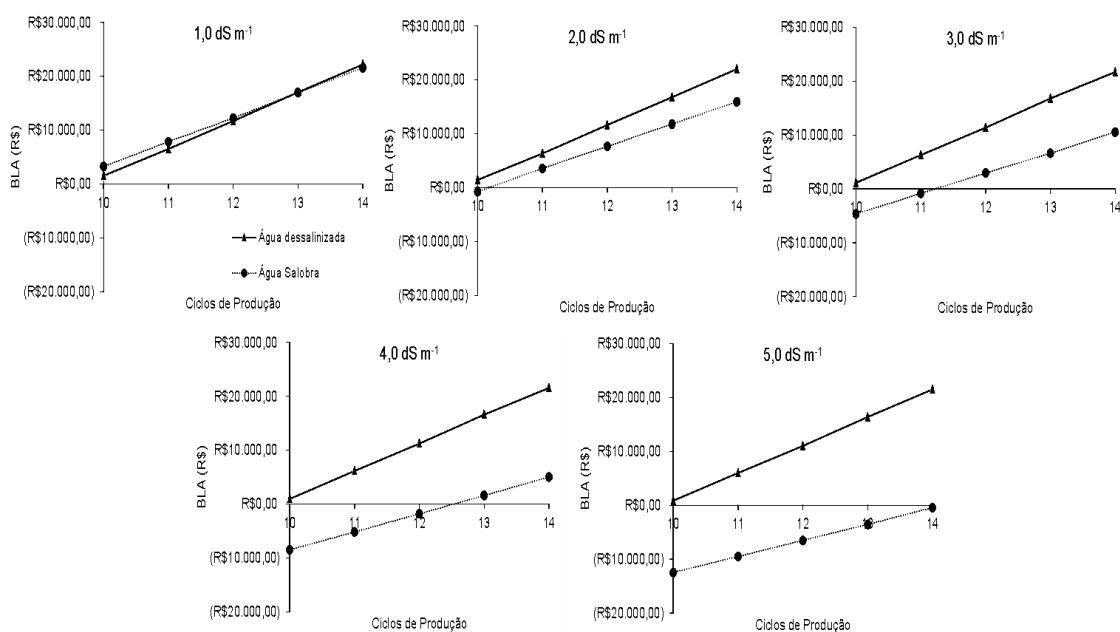 1,0 dS m-1
BLA (R$)
R$30.000,00
R$20.000,00
R$10.000,00
R$0,00
(R$10.000,00)
(R$20.000,00)
10 11 12 13 14
Água dessalinizada
Água Salobra
Ciclos de Produção
2,0 dS m-1
BLA (R$)
R$30.000,00
R$20.000,00
R$10.000,00
R$0,00
(R$10.000,00)
(R$20.000,00)
10 11 12 13 14
Ciclos de Produção
3,0 dS m-1
BLA (R$)
R$30.000,00
R$20.000,00
R$10.000,00
R$0,00
(R$10.000,00)
(R$20.000,00)
10 11 12 13 14
Ciclos de Produção
4,0 dS m-1
BLA (R$)
R$30.000,00
R$20.000,00
R$10.000,00
R$0,00
(R$10.000,00)
(R$20.000,00)
10 11 12 13 14
Ciclos de Produção
5,0 dS m-1
BLA (R$)
R$30.000,00
R$20.000,00
R$10.000,00
R$0,00
(R$10.000,00)
(R$20.000,00)
10 11 12 13 14
Ciclos de Produção